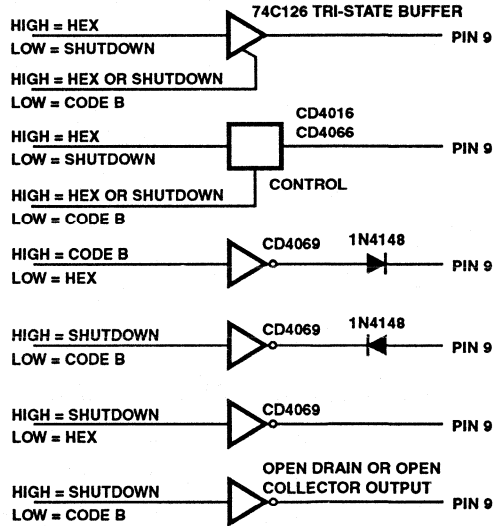 74C126 TRI-STATE BUFFER
HIGH = HEX
LOW = SHUTDOWN
PIN 9
HIGH = HEX OR SHUTDOWN
LOW = CODE B
CD4016
CD4066
HIGH = HEX
LOW = SHUTDOWN
PIN 9
CONTROL
HIGH = HEX OR SHUTDOWN
LOW = CODE B
CD4069
1N4148
HIGH = CODE B
LOW = HEX
PIN 9
CD4069
1N4148
HIGH = SHUTDOWN
LOW = CODE B
PIN 9
CD4069
HIGH = SHUTDOWN
LOW = HEX
PIN 9
OPEN DRAIN OR OPEN
COLLECTOR OUTPUT
HIGH = SHUTDOWN
LOW = CODE B
PIN 9